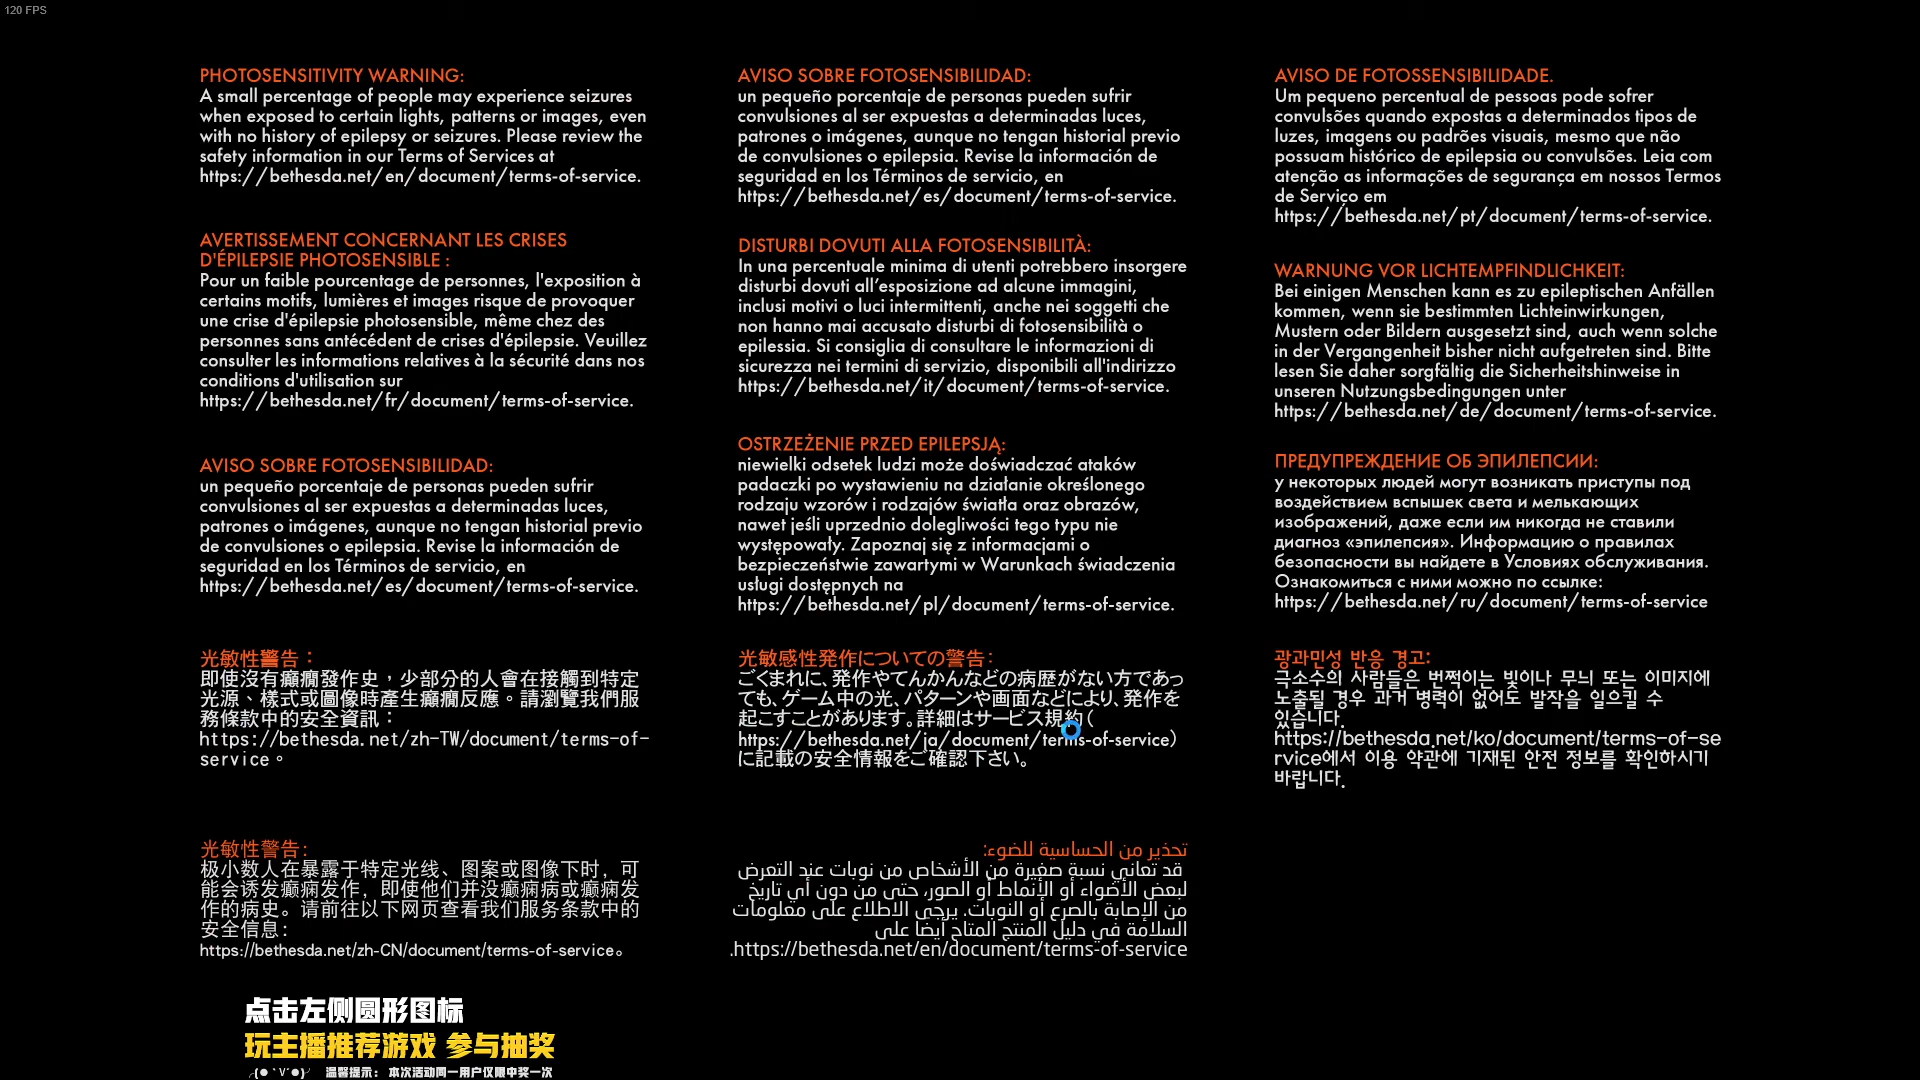 120 FPS
PHOTOSENSITIVITY WARNING:
A small percentage of people may experience seizures
when exposed to certain lights, patterns or images, even
with no history of epilepsy or seizures. Please review the
safety information in our Terms of Services at
https://bethesda.net/en/document/terms-of-service.
AVERTISSEMENT CONCERNANT LES CRISES
D'ÉPILEPSIE PHOTOSENSIBLE :
Pour un faible pourcentage de personnes, l'exposition à
certains motifs, lumières et images risque de provoquer
une crise d'épilepsie photosensible, même chez des
personnes sans antécédent de crises d'épilepsie. Veuillez
consulter les informations relatives à la sécurité dans nos
conditions d'utilisation sur
https://bethesda.net/fr/document/terms-of-service.
AVISO SOBRE FOTOSENSIBILIDAD:
un pequeño porcentaje de personas pueden sufrir
convulsiones al ser expuestas a determinadas luces,
patrones o imágenes, aunque no tengan historial previo
de convulsiones o epilepsia. Revise la información de
seguridad en los Términos de servicio, en
https://bethesda.net/es/document/terms-of-service.
光敏性警告：
即使沒有癲癇發作史，少部分的人會在接觸到特定
光源、樣式或圖像時產生癲癇反應。請瀏覽我們服
務條款中的安全資訊：
https://bethesda.net/zh-TW/document/terms-of-
service。
光敏性警告：
极小数人在暴露于特定光线、图案或图像下时，可
能会诱发癫痫发作，即使他们并没癫痫病或癫痫发
作的病史。请前往以下网页查看我们服务条款中的
安全信息：
https://bethesda.net/zh-CN/document/terms-of-service。
AVISO SOBRE FOTOSENSIBILIDAD:
un pequeño porcentaje de personas pueden sufrir
convulsiones al ser expuestas a determinadas luces,
patrones o imágenes, aunque no tengan historial previo
de convulsiones o epilepsia. Revise la información de
seguridad en los Términos de servicio, en
https://bethesda.net/es/document/terms-of-service.
DISTURBI DOVUTI ALLA FOTOSENSIBILITÀ:
In una percentuale minima di utenti potrebbero insorgere
disturbi dovuti all’esposizione ad alcune immagini,
inclusi motivi o luci intermittenti, anche nei soggetti che
non hanno mai accusato disturbi di fotosensibilità o
epilessia. Si consiglia di consultare le informazioni di
sicurezza nei termini di servizio, disponibili all'indirizzo
https://bethesda.net/it/document/terms-of-service.
OSTRZEŻENIE PRZED EPILEPSJĄ:
niewielki odsetek ludzi może doświadczać ataków
padaczki po wystawieniu na działanie określonego
rodzaju wzorów i rodzajów światła oraz obrazów,
nawet jeśli uprzednio dolegliwości tego typu nie
występowały. Zapoznaj się z informacjami o
bezpieczeństwie zawartymi w Warunkach świadczenia
usługi dostępnych na
https://bethesda.net/pl/document/terms-of-service.
光敏感性発作についての警告：
ごくまれに、発作やてんかんなどの病歴がない方であっ
ても、ゲーム中の光、パターンや画面などにより、発作を
起こすことがあります。詳細はサービス規約（
https://bethesda.net/ja/document/terms-of-service）
に記載の安全情報をご確認下さい。
تحذير من الحساسية للضوء:
قد تعاني نسبة صغيرة من الأشخاص من نوبات عند التعرض
لبعض الأضواء أو الأنماط أو الصور، حتى من دون أي تاريخ
من الإصابة بالصرع أو النوبات. يرجى الاطلاع على معلومات
السلامة في دليل المنتج المتاح أيضا على
https://bethesda.net/en/document/terms-of-service.
AVISO DE FOTOSSENSIBILIDADE.
Um pequeno percentual de pessoas pode sofrer
convulsões quando expostas a determinados tipos de
luzes, imagens ou padrões visuais, mesmo que não
possuam histórico de epilepsia ou convulsões. Leia com
atenção as informações de segurança em nossos Termos
de Serviço em
https://bethesda.net/pt/document/terms-of-service.
WARNUNG VOR LICHTEMPFINDLICHKEIT:
Bei einigen Menschen kann es zu epileptischen Anfällen
kommen, wenn sie bestimmten Lichteinwirkungen,
Mustern oder Bildern ausgesetzt sind, auch wenn solche
in der Vergangenheit bisher nicht aufgetreten sind. Bitte
lesen Sie daher sorgfältig die Sicherheitshinweise in
unseren Nutzungsbedingungen unter
https://bethesda.net/de/document/terms-of-service.
ПРЕДУПРЕЖДЕНИЕ ОБ ЭПИЛЕПСИИ:
у некоторых людей могут возникать приступы под
воздействием вспышек света и мелькающих
изображений, даже если им никогда не ставили
диагноз «эпилепсия». Информацию о правилах
безопасности вы найдете в Условиях обслуживания.
Ознакомиться с ними можно по ссылке:
https://bethesda.net/ru/document/terms-of-service
광과민성 반응 경고:
극소수의 사람들은 번쩍이는 빛이나 무늬 또는 이미지에
노출될 경우 과거 병력이 없어도 발작을 일으킬 수
있습니다.
https://bethesda.net/ko/document/terms-of-se
rvice에서 이용 약관에 기재된 안전 정보를 확인하시기
바랍니다.
点击左侧圆形图标
玩主播推荐游戏 参与抽奖
╭(●｀∀´●)╯ 温馨提示： 本次活动同一用户仅限中奖一次